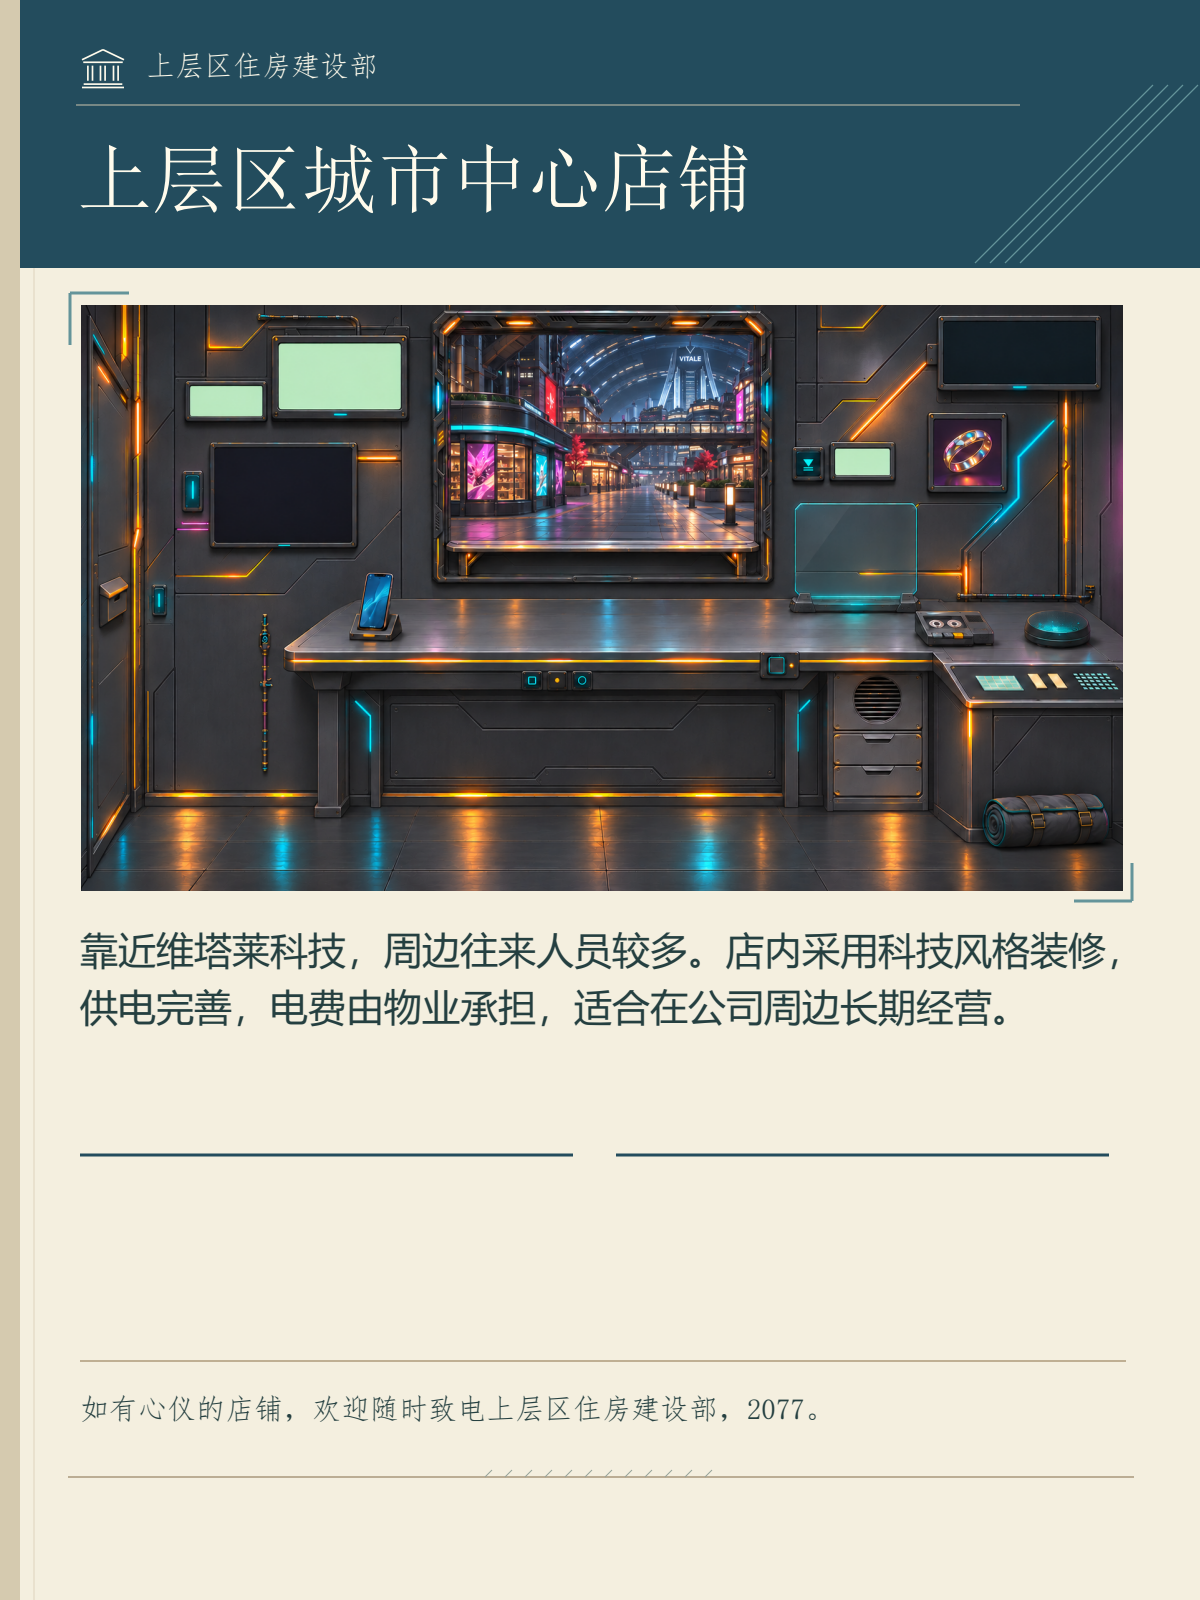 上层区住房建设部
上层区城市中心店铺
VITALE
靠近维塔莱科技，周边往来人员较多。店内采用科技风格装修，
供电完善，电费由物业承担，适合在公司周边长期经营。
如有心仪的店铺，欢迎随时致电上层区住房建设部，2077。